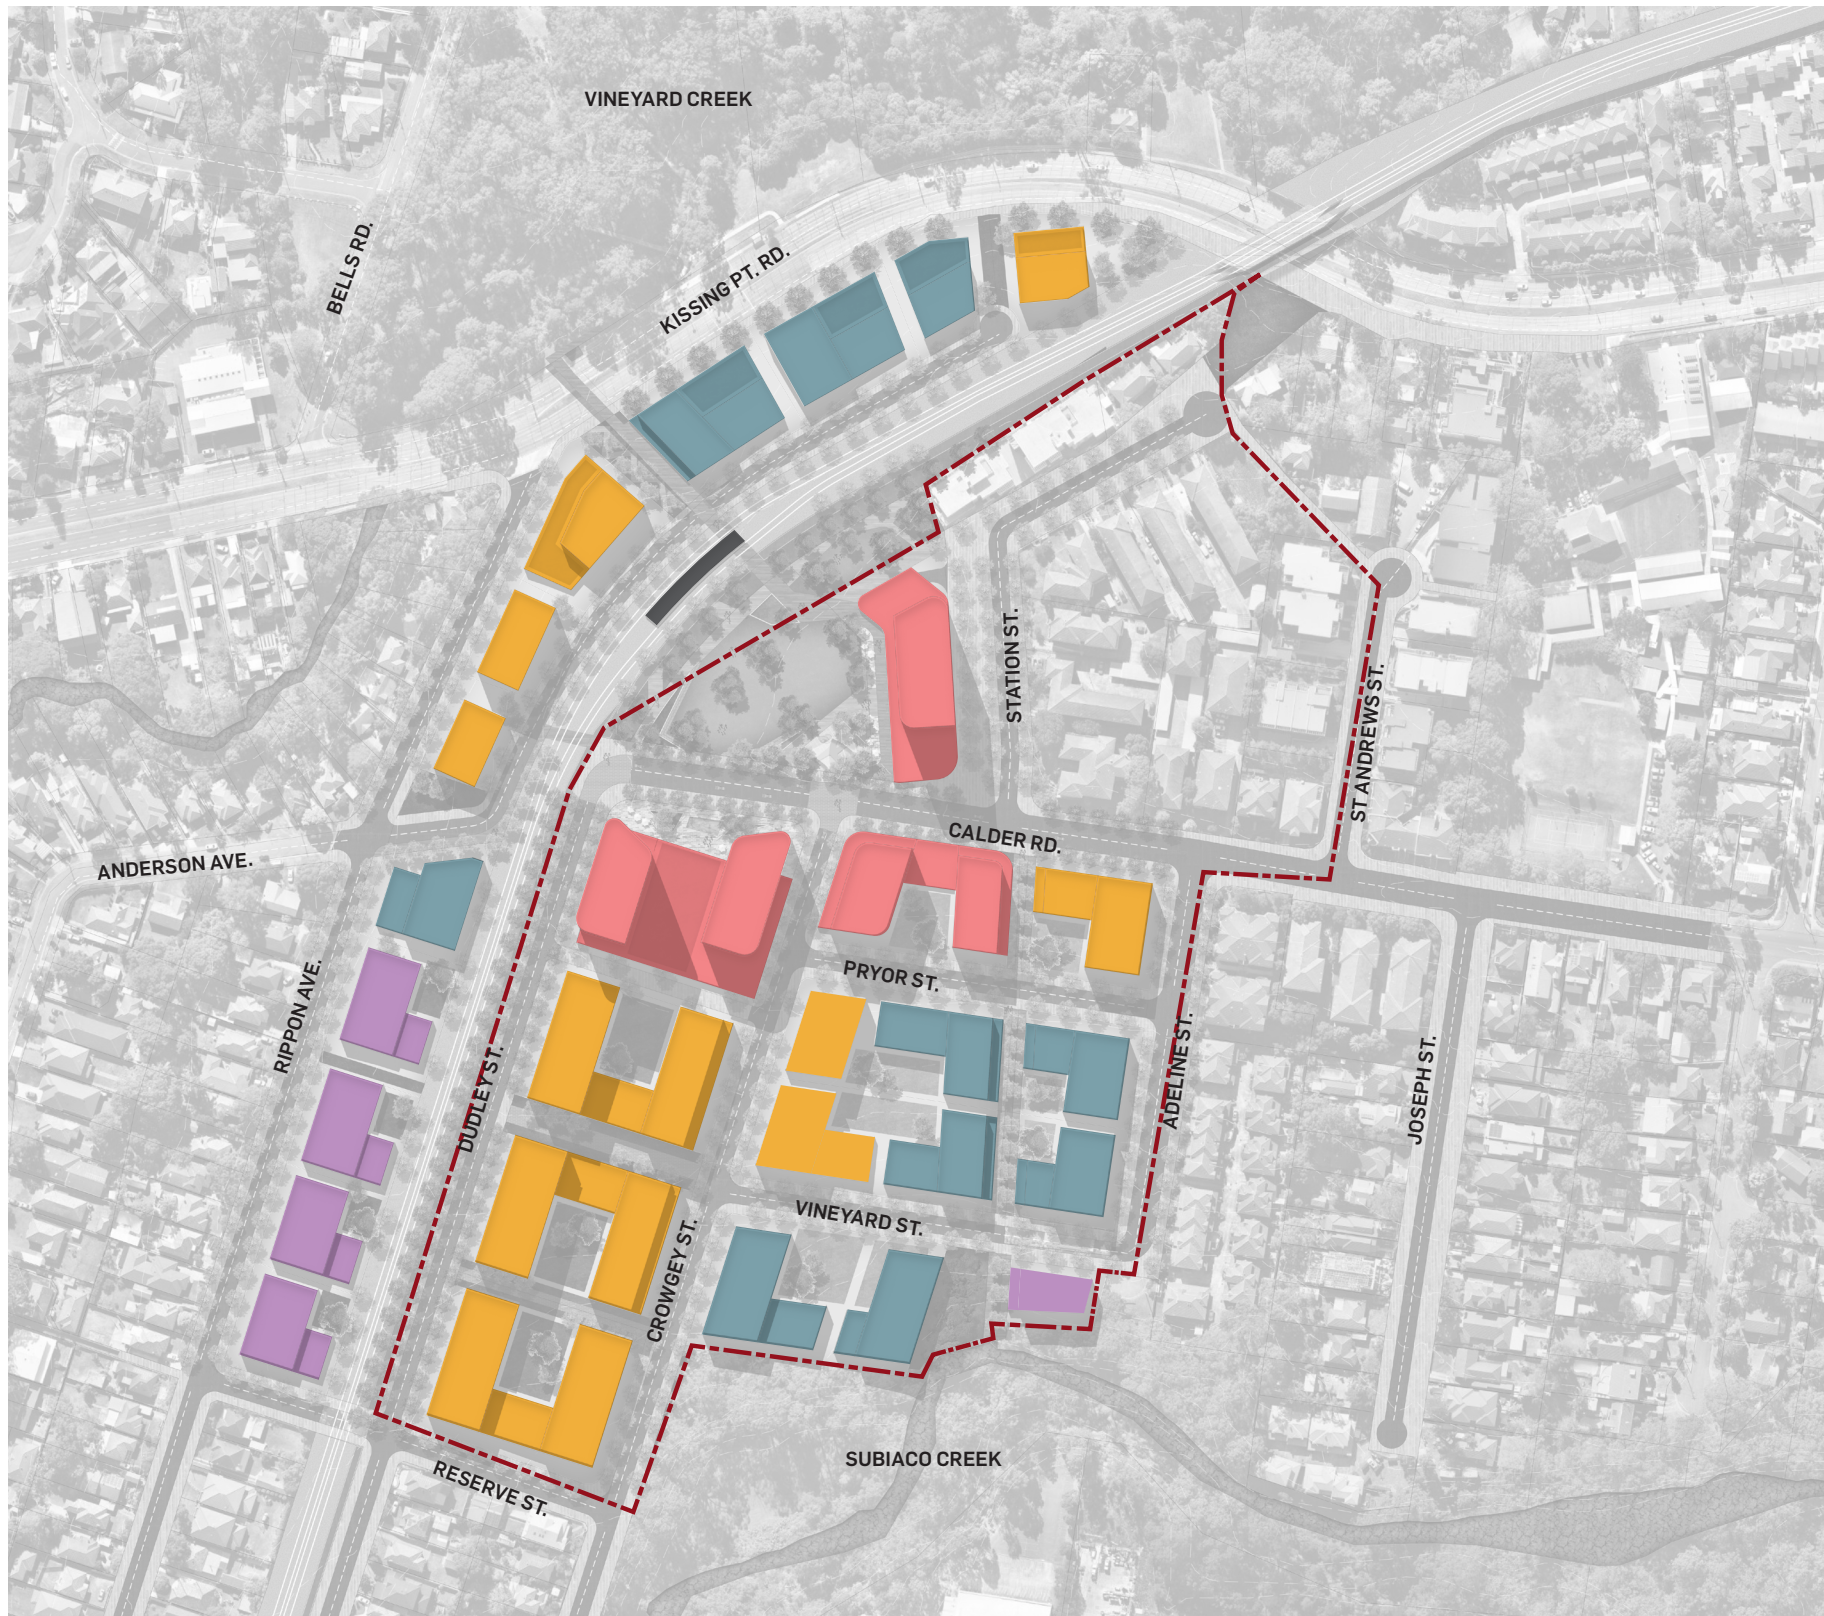 VINEYARD CREEK
BELLS RD.
KISSING PT. RD.
STATION ST.
ST ANDREWS ST.
CALDER RD.
ANDERSON AVE.
PRYOR ST.
RIPPON AVE.
DUDLEY ST.
ADELINE ST.
JOSEPH ST.
VINEYARD ST.
CROWGEY ST.
SUBIACO CREEK
RESERVE ST.